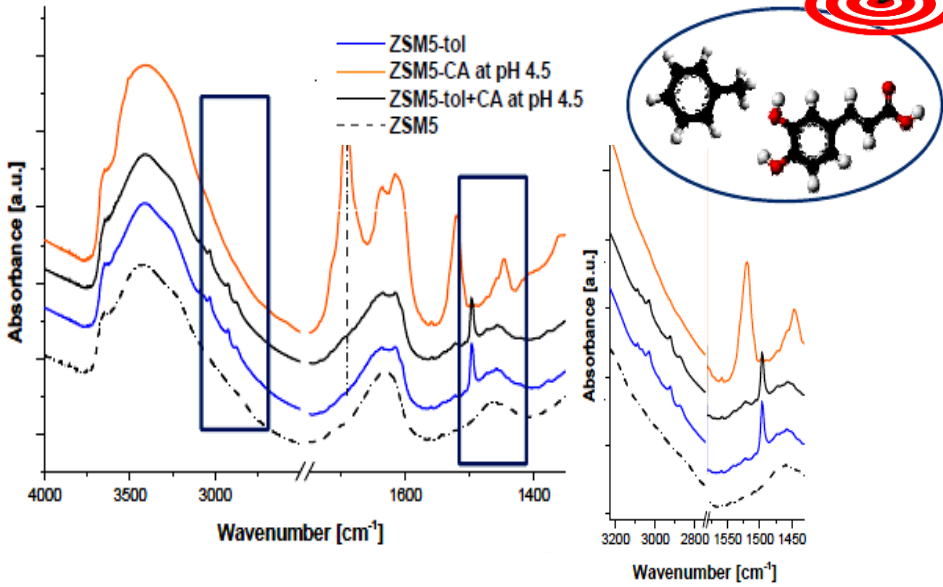 ZSM5-tol
ZSM5-CA at pH 4.5
ZSM5-tol+CA at pH 4.5
ZSM5
Absorbance [a.u.]
4000 3000 1600 1400
Wavenumber [cm⁻¹]
Absorbance [a.u.]
3200 3000 2800 1550 1500 1450
Wavenumber [cm⁻¹]